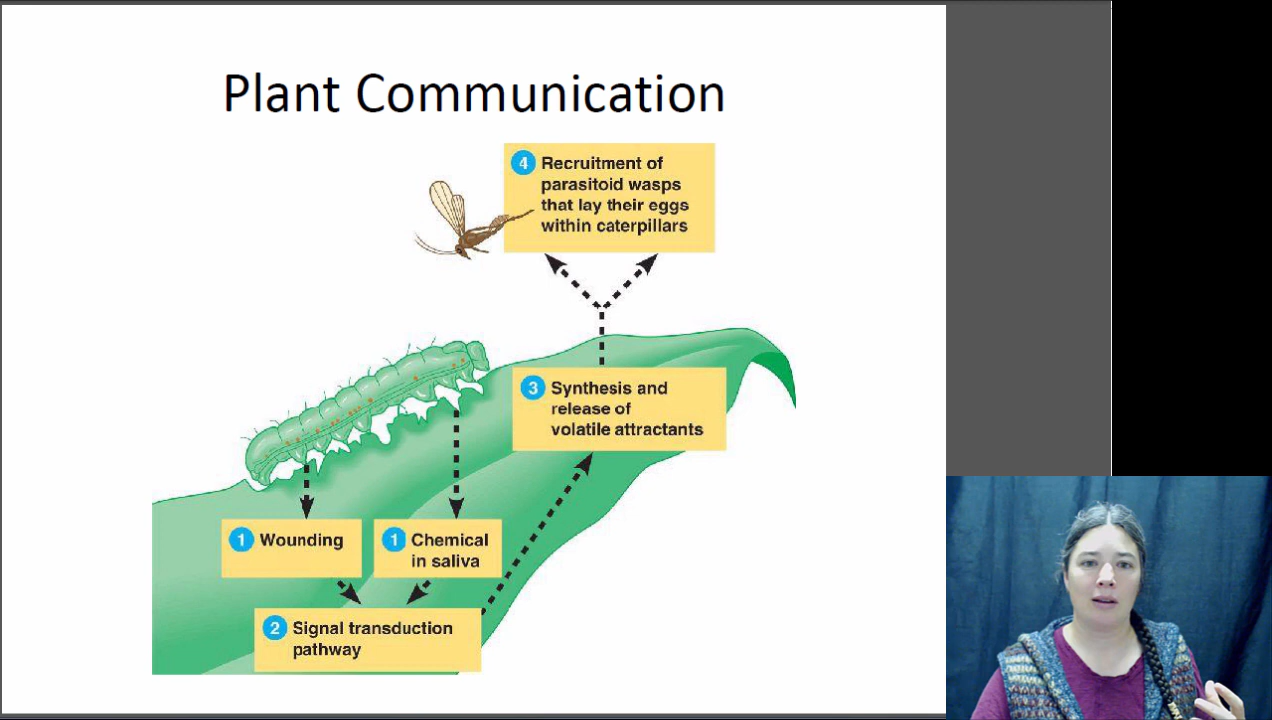 Plant Communication
4 Recruitment of
parasitoid wasps
that lay their eggs
within caterpillars
3 Synthesis and
release of
volatile attractants
1 Wounding
1 Chemical
in saliva
2 Signal transduction
pathway